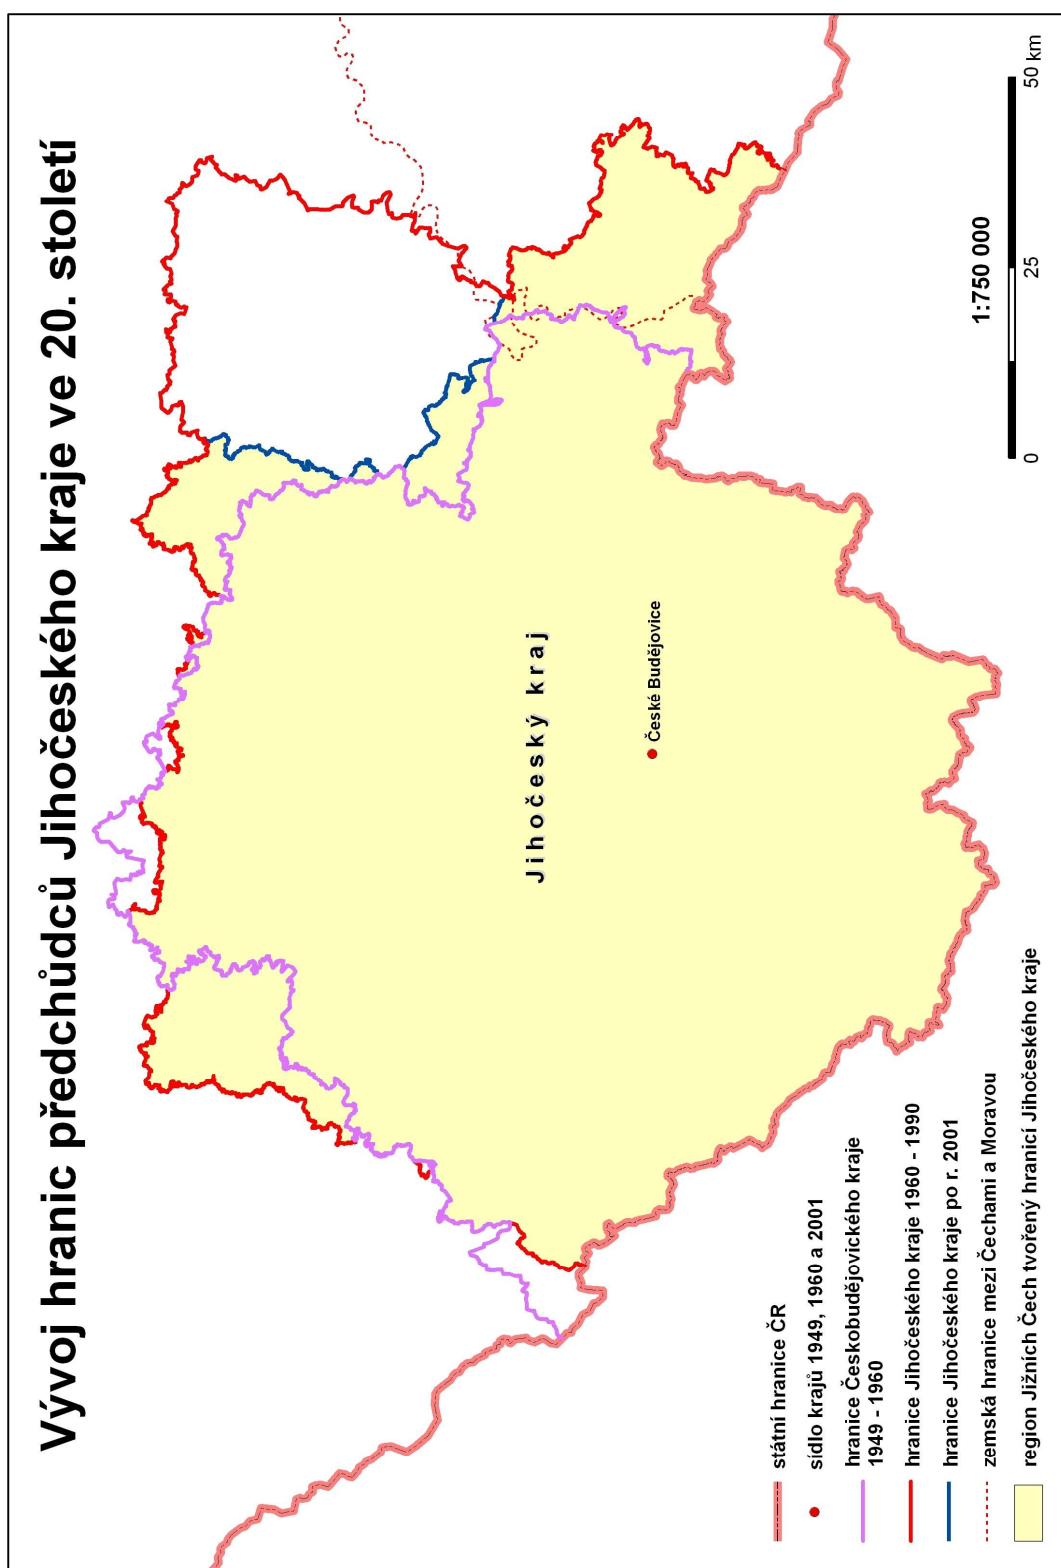 Vývoj hranic předchůdců Jihočeského kraje ve 20. století
Jihočeský kraj
České Budějovice
státní hranice ČR
sídlo krajů 1949, 1960 a 2001
hranice Českobudějovického kraje
1949 - 1960
hranice Jihočeského kraje 1960 - 1990
hranice Jihočeského kraje po r. 2001
zemská hranice mezi Čechami a Moravou
region Jižních Čech tvořený hranicí Jihočeského kraje
1:750 000
0 25 50 km